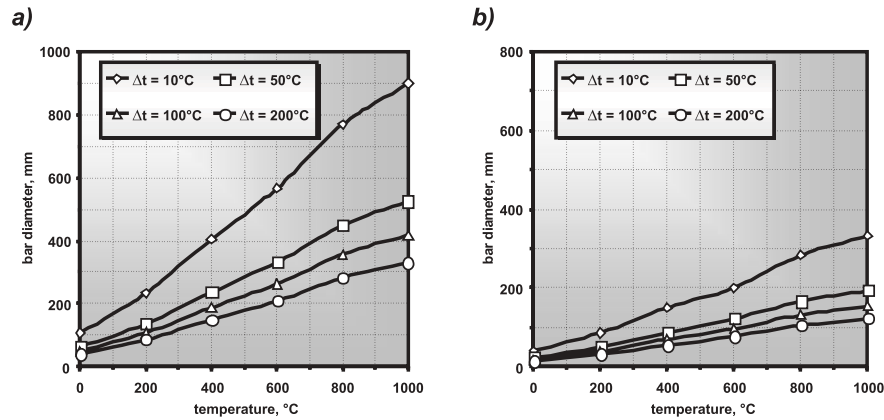 a)
bar diameter, mm
1000
800
600
400
200
0
Δt = 10°C Δt = 50°C
Δt = 100°C Δt = 200°C
0 200 400 600 800 1000
temperature, °C
b)
bar diameter, mm
800
600
400
200
0
Δt = 10°C Δt = 50°C
Δt = 100°C Δt = 200°C
0 200 400 600 800 1000
temperature, °C